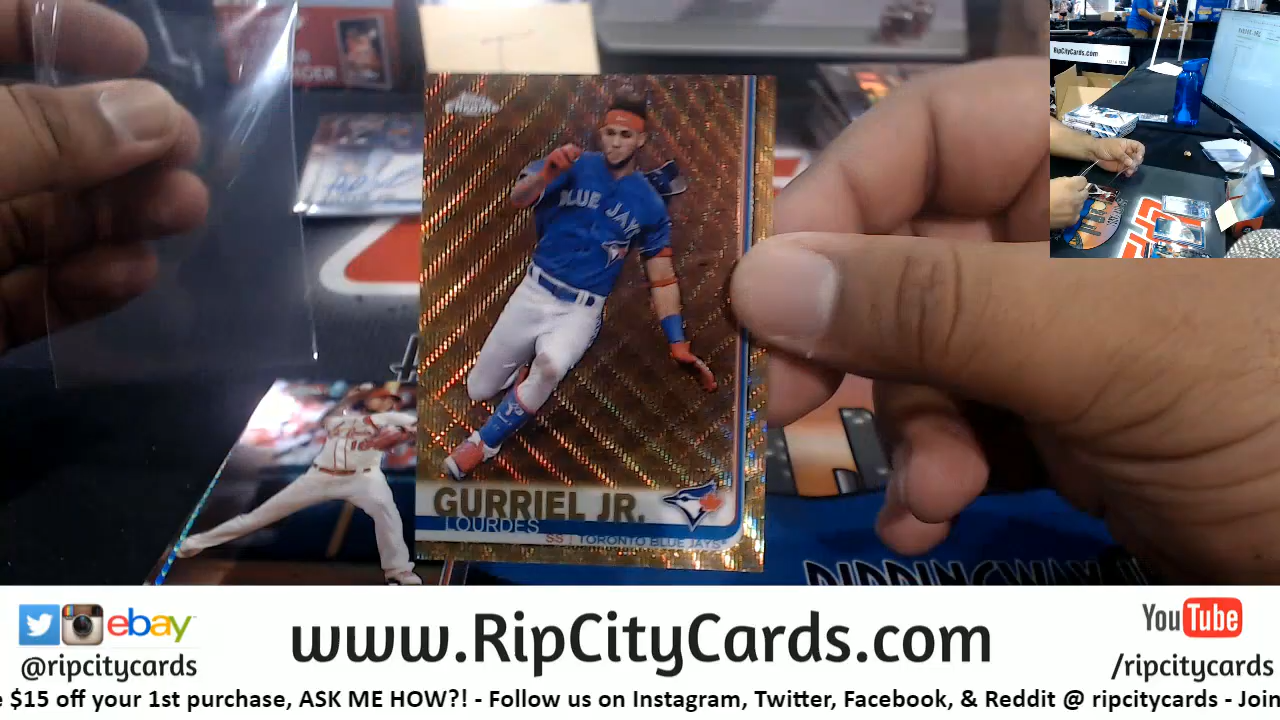 AGER
CHROME
BLUE JAYS
GURRIEL JR.
LOURDES
SS | TORONTO BLUE JAYS
RipCityCards.com
ebay
@ripcitycards
www.RipCityCards.com
YouTube
/ripcitycards
e $15 off your 1st purchase, ASK ME HOW?! - Follow us on Instagram, Twitter, Facebook, & Reddit @ ripcitycards - Join